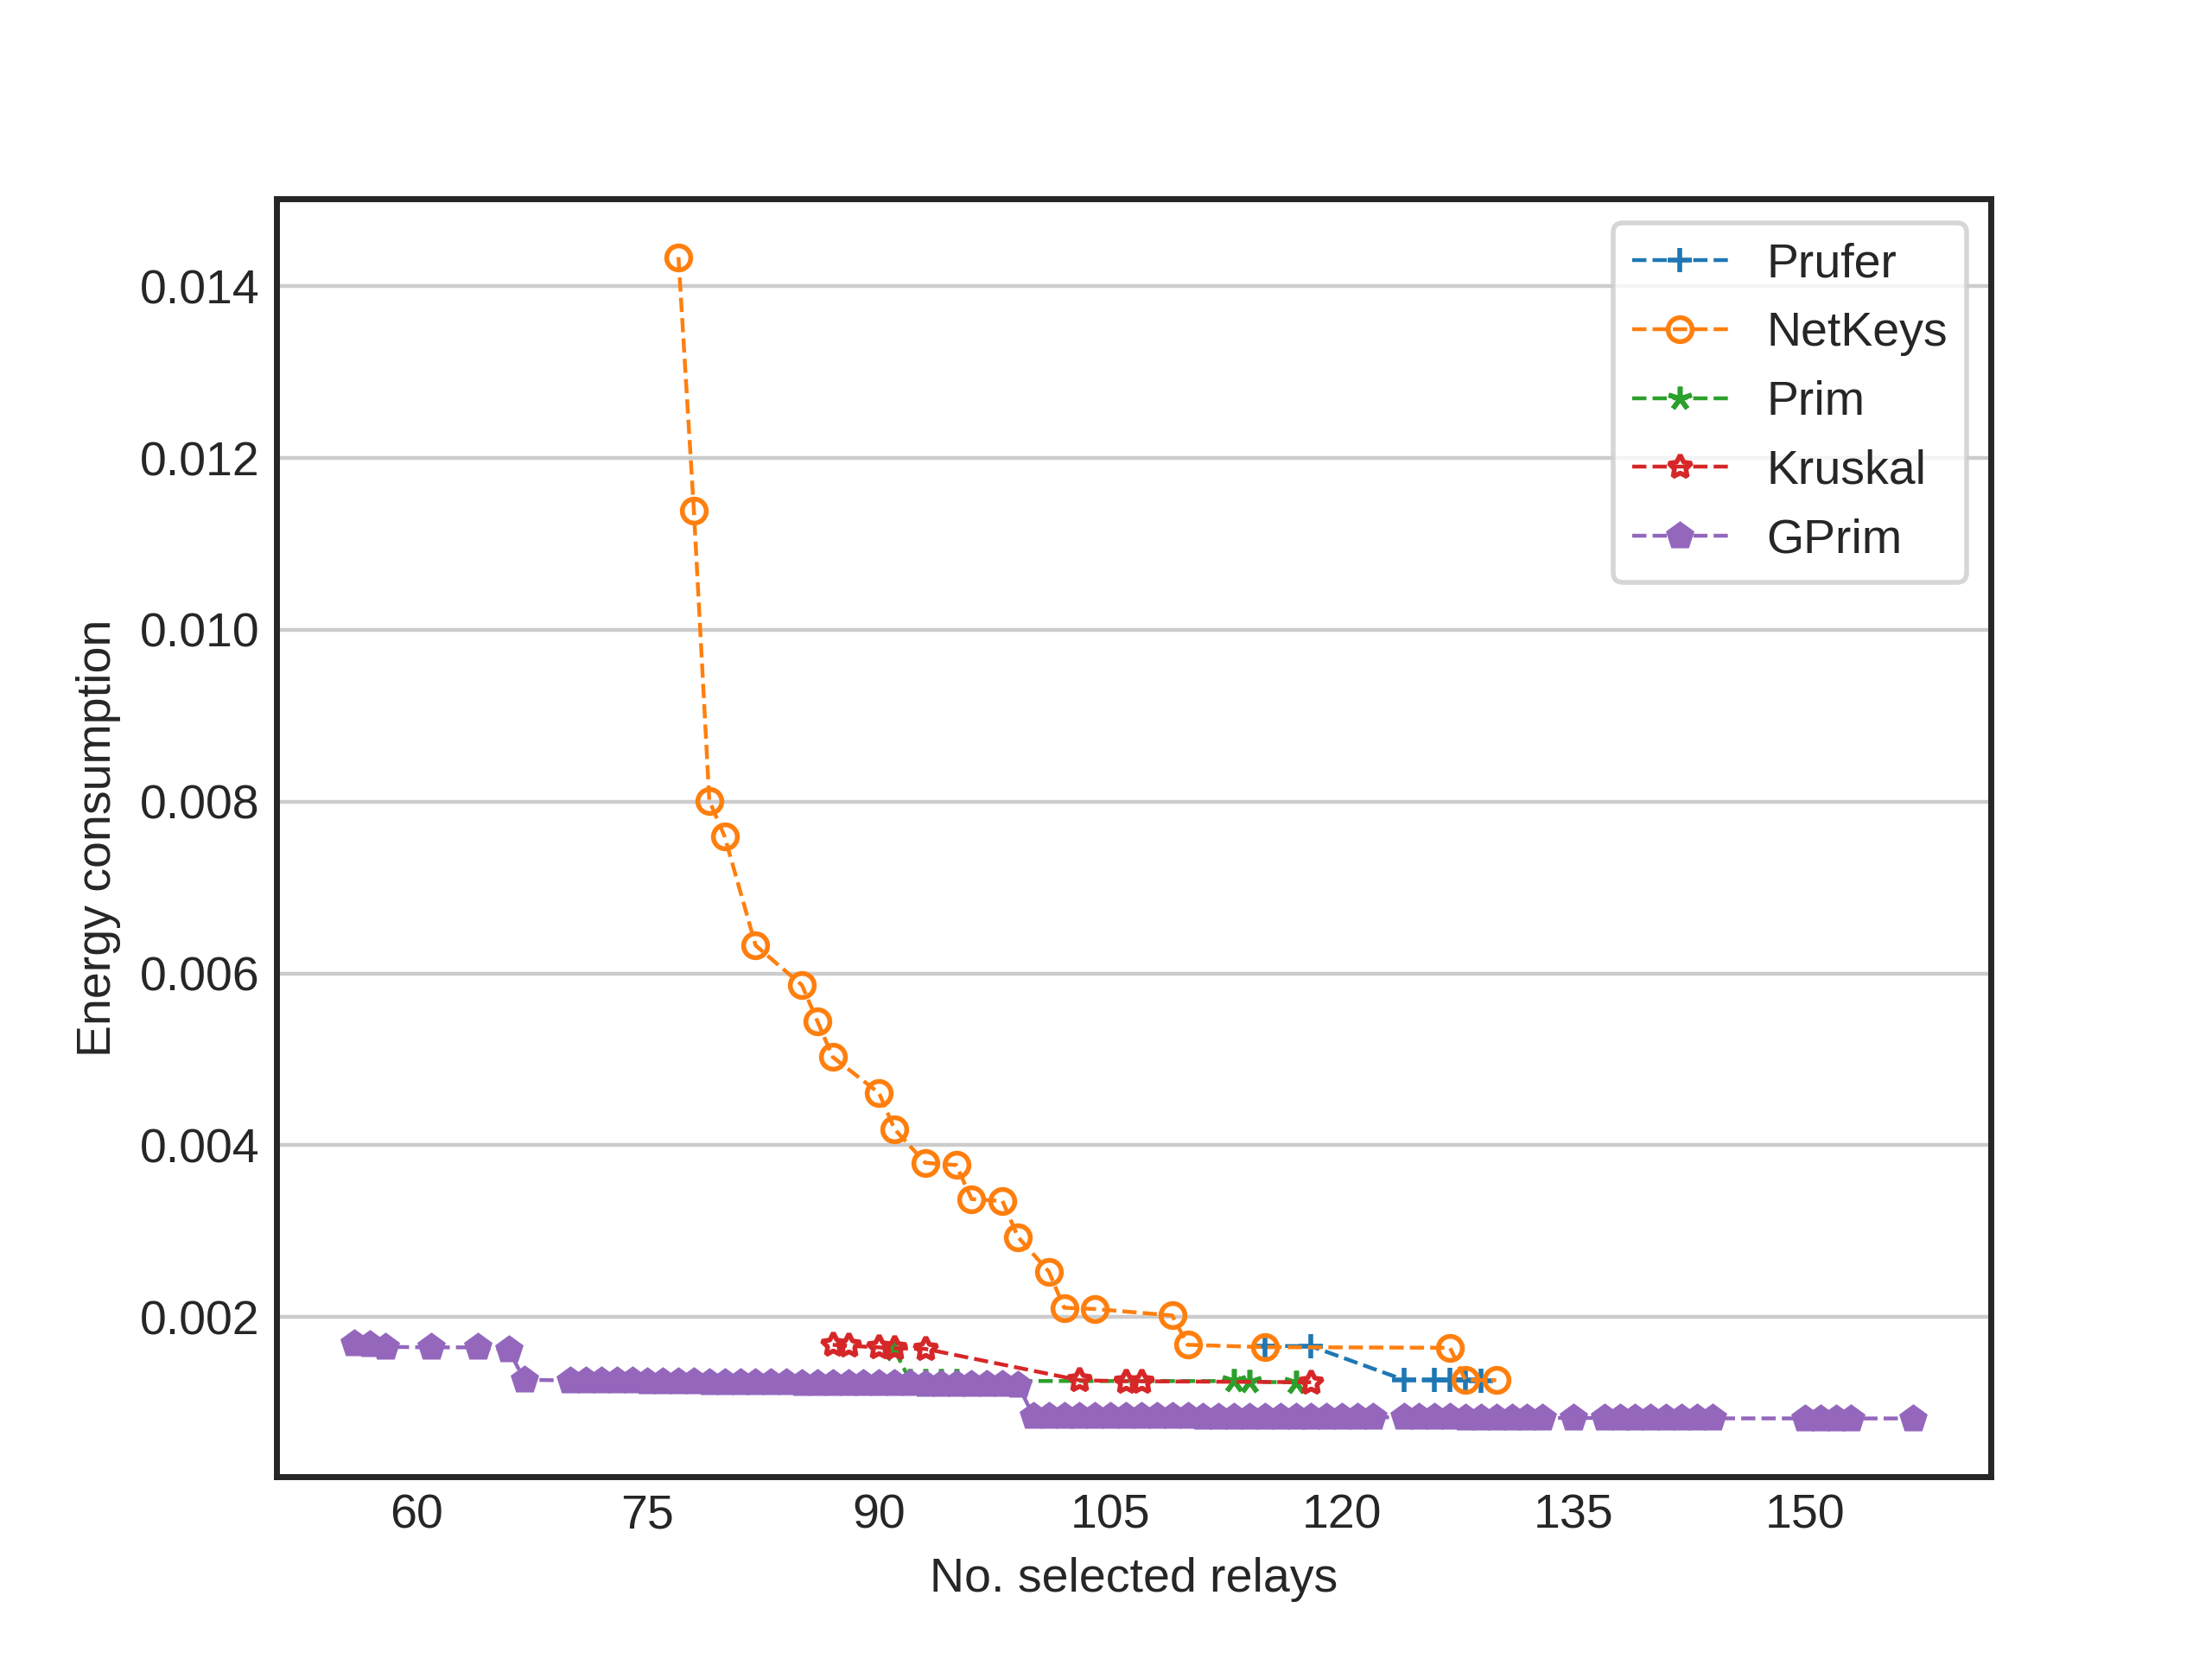 Prufer
NetKeys
Prim
Kruskal
GPrim
0.014
0.012
0.010
0.008
0.006
0.004
0.002
Energy consumption
60 75 90 105 120 135 150
No. selected relays